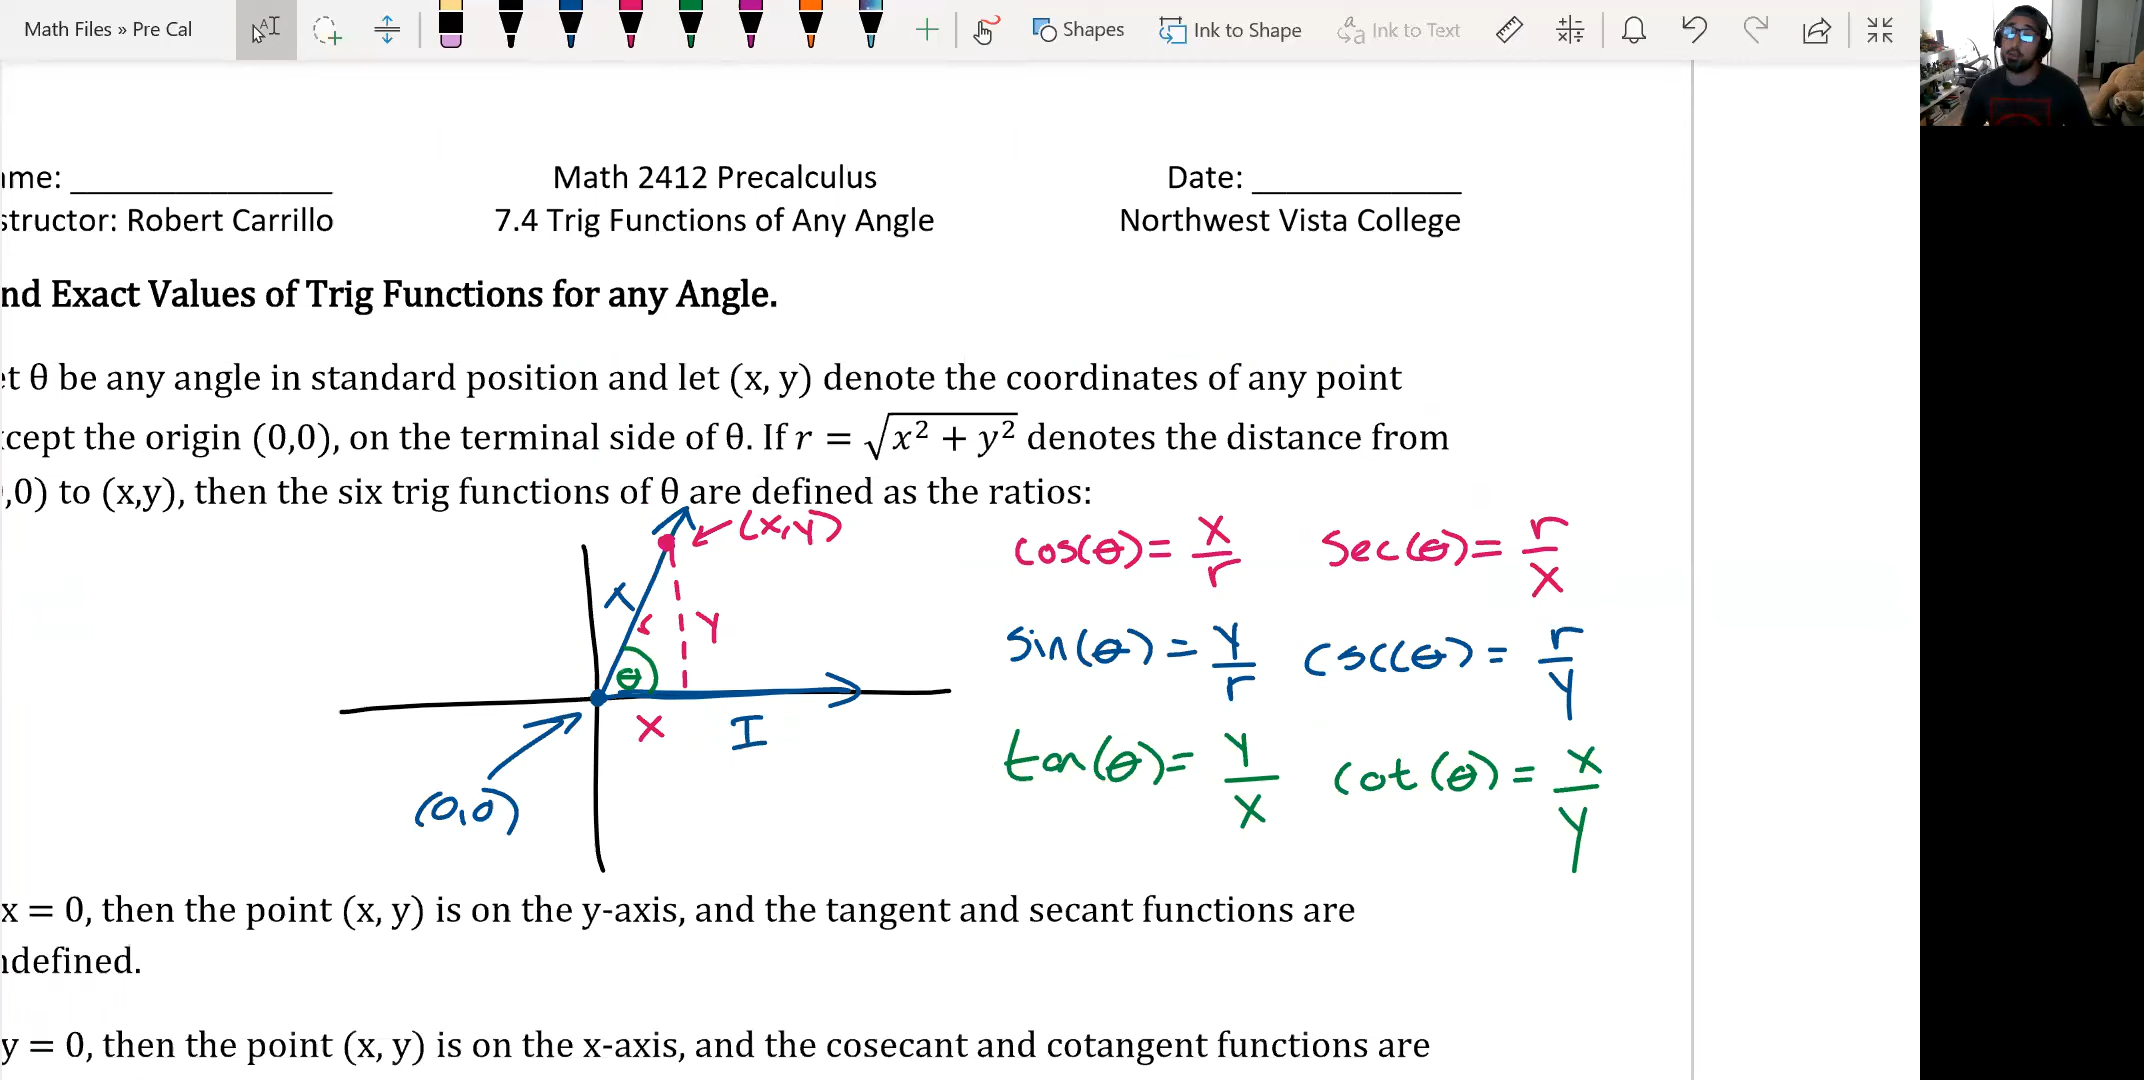 Math Files » Pre Cal
Shapes
Ink to Shape
Ink to Text
ame: _______________
Math 2412 Precalculus
Date: ____________
structor: Robert Carrillo
7.4 Trig Functions of Any Angle
Northwest Vista College
nd Exact Values of Trig Functions for any Angle.
et θ be any angle in standard position and let (x, y) denote the coordinates of any point
cept the origin (0,0), on the terminal side of θ. If r = √x² + y² denotes the distance from
,0) to (x,y), then the six trig functions of θ are defined as the ratios:
(x,y)
T
r
y
θ
x
I
(0,0)
cos(θ) = x/r
sec(θ) = r/x
sin(θ) = y/r
csc(θ) = r/y
tan(θ) = y/x
cot(θ) = x/y
x = 0, then the point (x, y) is on the y-axis, and the tangent and secant functions are
ndefined.
y = 0, then the point (x, y) is on the x-axis, and the cosecant and cotangent functions are